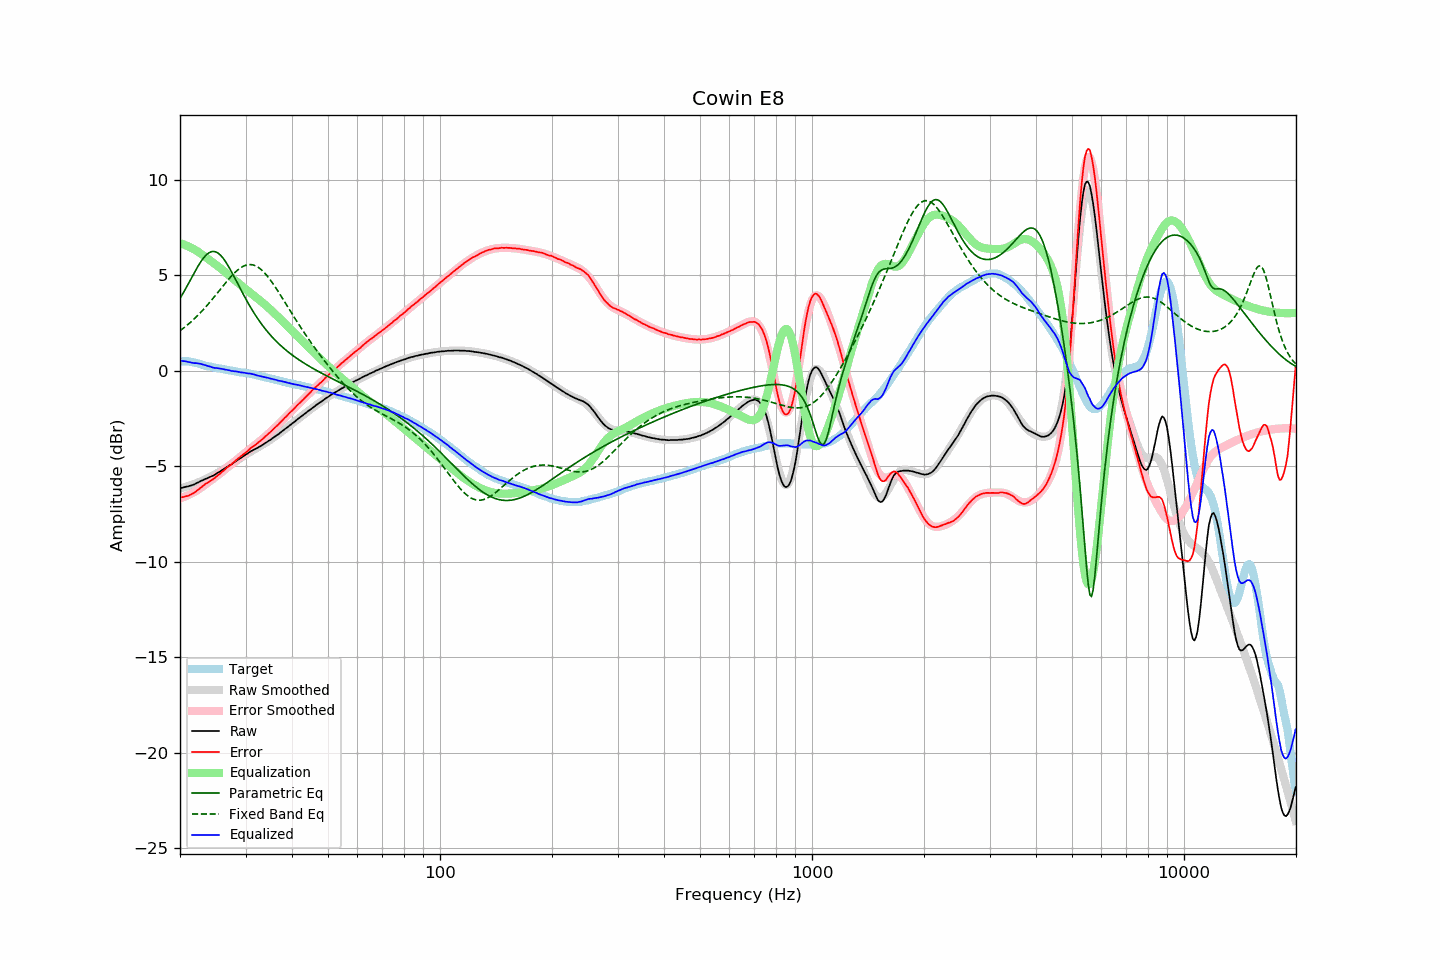 Cowin E8
Amplitude (dBr)
10
5
0
−5
−10
−15
−20
−25
Target
Raw Smoothed
Error Smoothed
Raw
Error
Equalization
Parametric Eq
Fixed Band Eq
Equalized
100
1000
10000
Frequency (Hz)